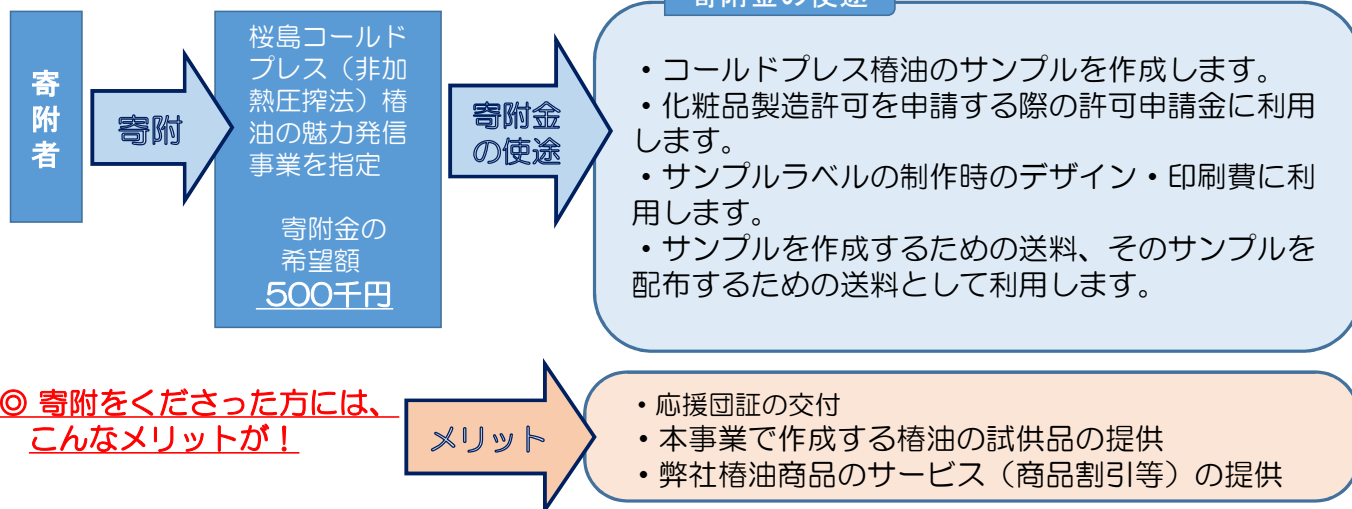 寄附金の使途
寄附者
寄附
桜島コールド
プレス（非加
熱圧搾法）椿
油の魅力発信
事業を指定
寄附金の
希望額
500千円
寄附金
の使途
・コールドプレス椿油のサンプルを作成します。
・化粧品製造許可を申請する際の許可申請金に利用
します。
・サンプルラベルの制作時のデザイン・印刷費に利
用します。
・サンプルを作成するための送料、そのサンプルを
配布するための送料として利用します。
◎ 寄附をくださった方には、
こんなメリットが！
メリット
・応援団証の交付
・本事業で作成する椿油の試供品の提供
・弊社椿油商品のサービス（商品割引等）の提供